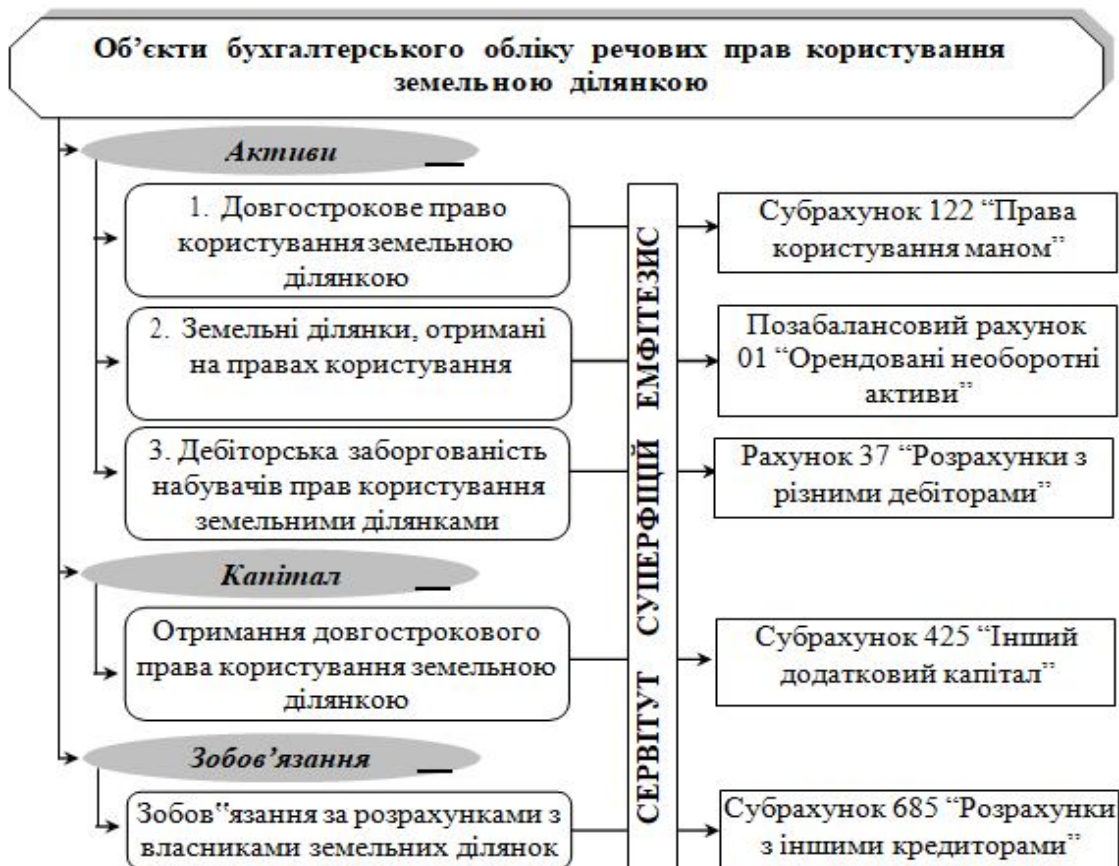 Об’єкти бухгалтерського обліку речових прав користування
земельною ділянкою
Активи
1. Довгострокове право
користування земельною
ділянкою
Субрахунок 122 “Права
користування маном”
2. Земельні ділянки, отримані
на правах користування
Позабалансовий рахунок
01 “Орендовані необоротні
активи”
3. Дебіторська заборгованість
набувачів прав користування
земельними ділянками
Рахунок 37 “Розрахунки з
різними дебіторами”
Капітал
Отримання довгострокового
права користування земельною
ділянкою
Субрахунок 425 “Інший
додатковий капітал”
Зобов’язання
Зобов‟язання за розрахунками з
власниками земельних ділянок
Субрахунок 685 “Розрахунки
з іншими кредиторами”
СЕРВІТУТ СУПЕРФІЦІЙ ЕМФІТЕЗИС